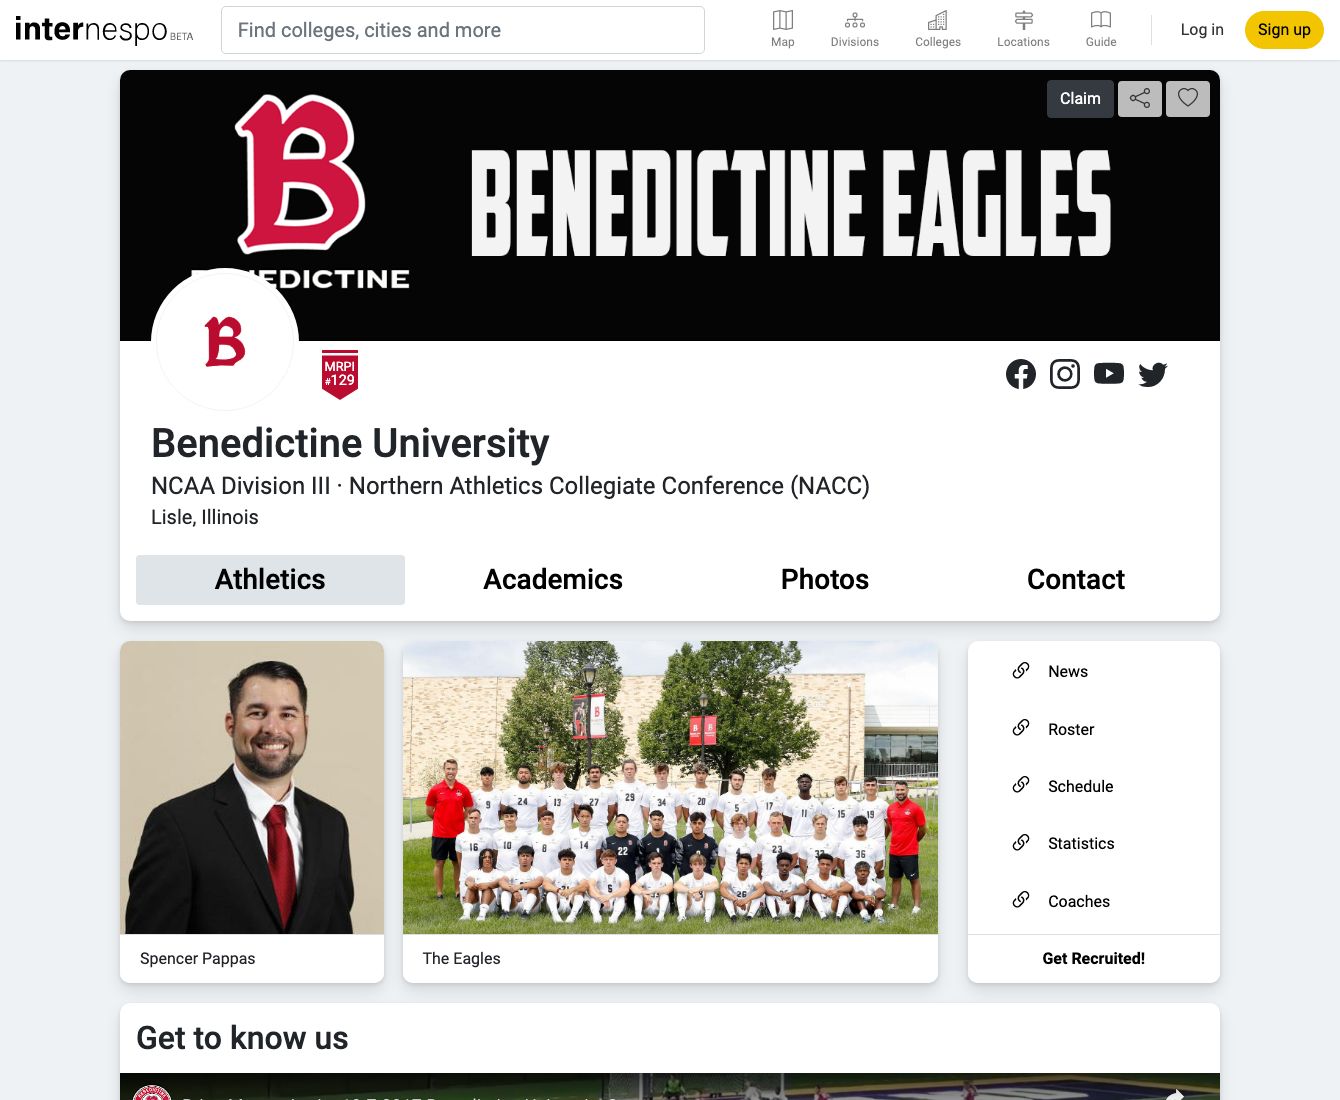 internespo BETA
Find colleges, cities and more
Map
Divisions
Colleges
Locations
Guide
Log in
Sign up
Claim
B
BENEDICTINE EAGLES
BENEDICTINE
B
MRPI
#129
Benedictine University
NCAA Division III · Northern Athletics Collegiate Conference (NACC)
Lisle, Illinois
Athletics
Academics
Photos
Contact
News
Roster
Schedule
Statistics
Coaches
Spencer Pappas
The Eagles
Get Recruited!
Get to know us